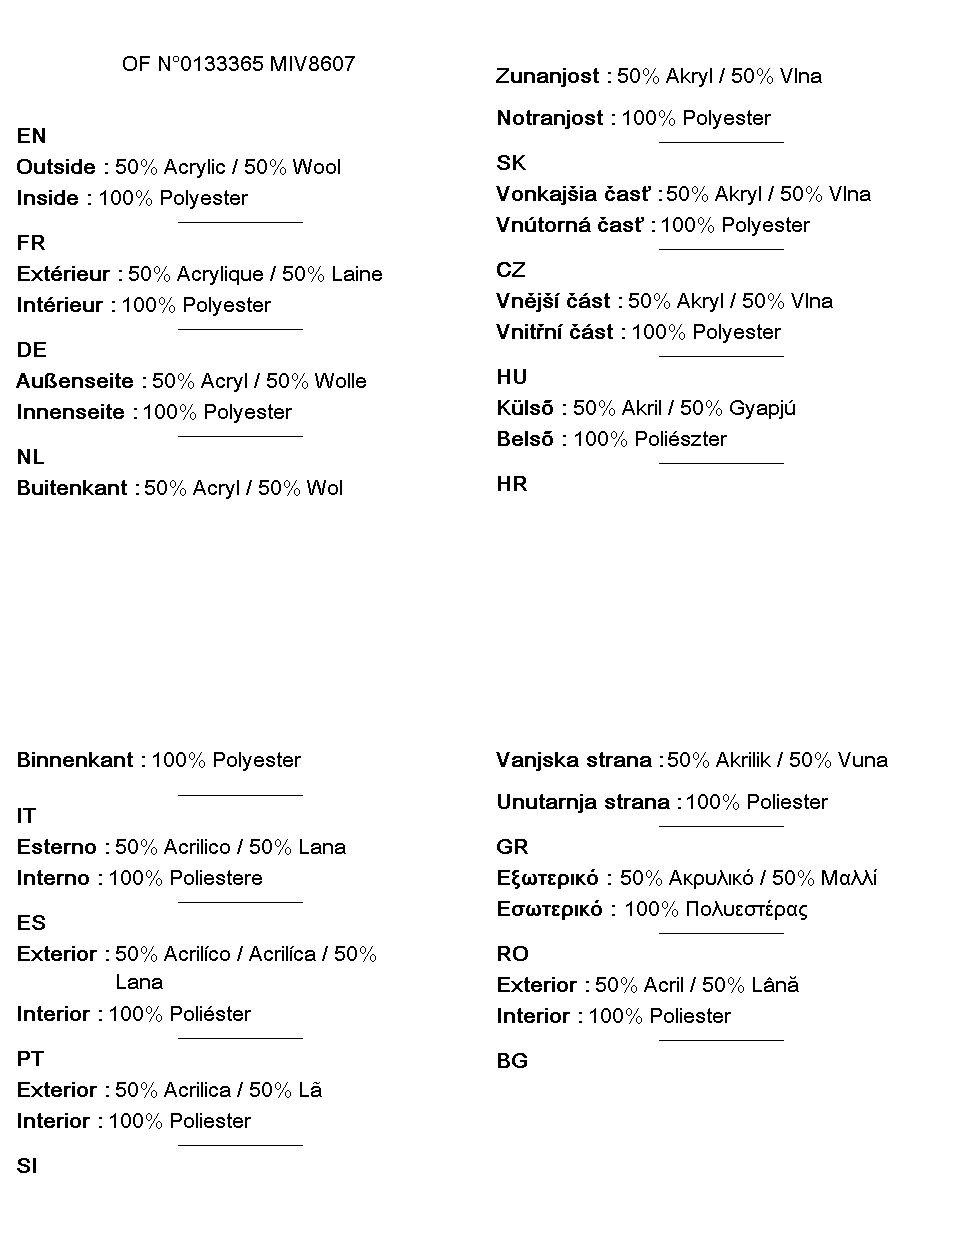 OF N°0133365 MIV8607
EN
Outside : 50% Acrylic / 50% Wool
Inside : 100% Polyester
FR
Extérieur : 50% Acrylique / 50% Laine
Intérieur : 100% Polyester
DE
Außenseite : 50% Acryl / 50% Wolle
Innenseite : 100% Polyester
NL
Buitenkant : 50% Acryl / 50% Wol
Binnenkant : 100% Polyester
IT
Esterno : 50% Acrilico / 50% Lana
Interno : 100% Poliestere
ES
Exterior : 50% Acrilíco / Acrilíca / 50%
Lana
Interior : 100% Poliéster
PT
Exterior : 50% Acrilica / 50% Lã
Interior : 100% Poliester
SI
Zunanjost : 50% Akryl / 50% Vlna
Notranjost : 100% Polyester
SK
Vonkajšia časť : 50% Akryl / 50% Vlna
Vnútorná časť : 100% Polyester
CZ
Vnější část : 50% Akryl / 50% Vlna
Vnitřní část : 100% Polyester
HU
Külső : 50% Akril / 50% Gyapjú
Belső : 100% Poliészter
HR
Vanjska strana : 50% Akrilik / 50% Vuna
Unutarnja strana : 100% Poliester
GR
Εξωτερικό : 50% Ακρυλικό / 50% Μαλλί
Εσωτερικό : 100% Πολυεστέρας
RO
Exterior : 50% Acril / 50% Lână
Interior : 100% Poliester
BG